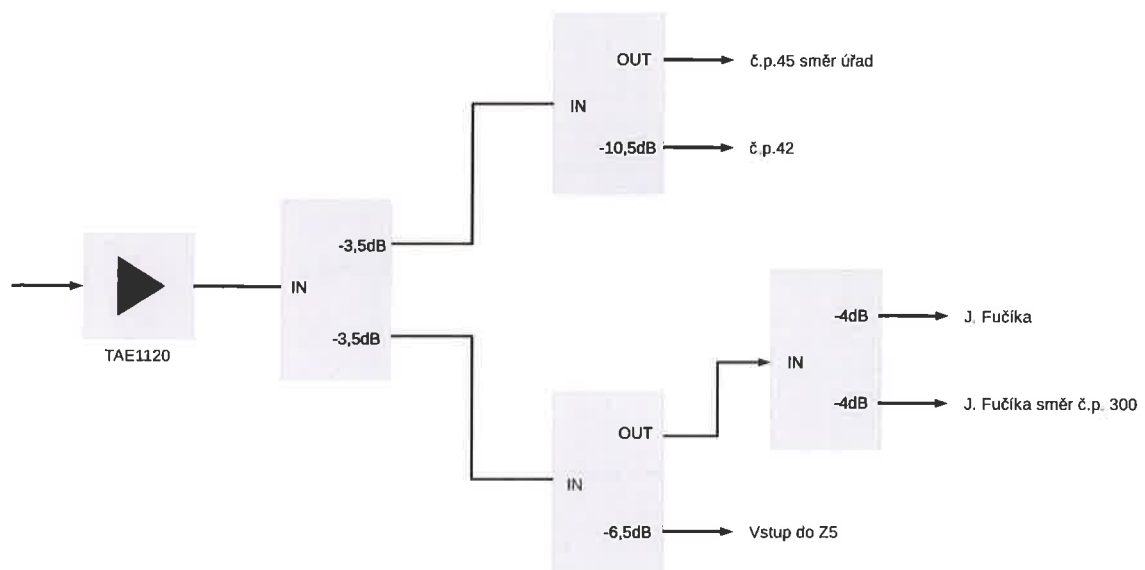 OUT
č.p.45 směr úřad
IN
-10,5dB
č.p.42
-3,5dB
IN
-3,5dB
TAE1120
-4dB
J. Fučíka
IN
-4dB
J. Fučíka směr č.p. 300
OUT
IN
-6,5dB
Vstup do Z5